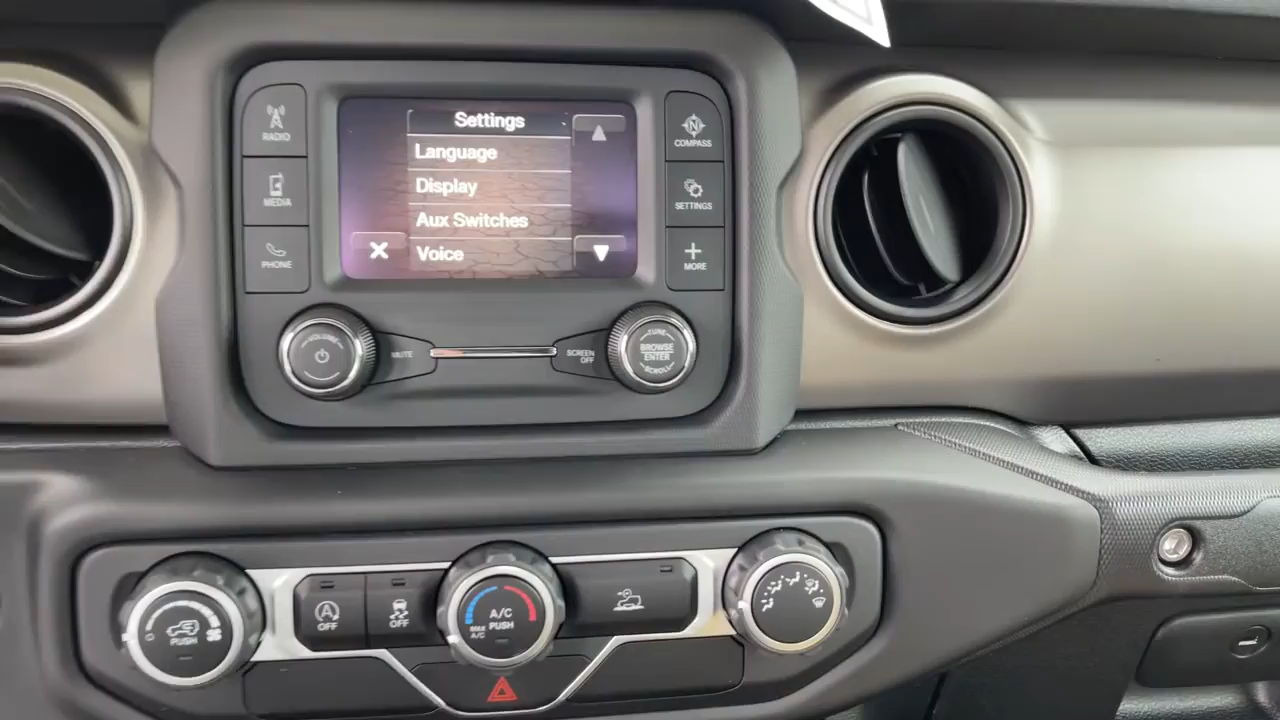 RADIO
MEDIA
PHONE
Settings
Language
Display
Aux Switches
Voice
N
COMPASS
SETTINGS
MORE
VOLUME
MUTE
SCREEN
OFF
TUNE
BROWSE
ENTER
SCROLL
PUSH
A
OFF
OFF
A/C
PUSH
MAX
A/C